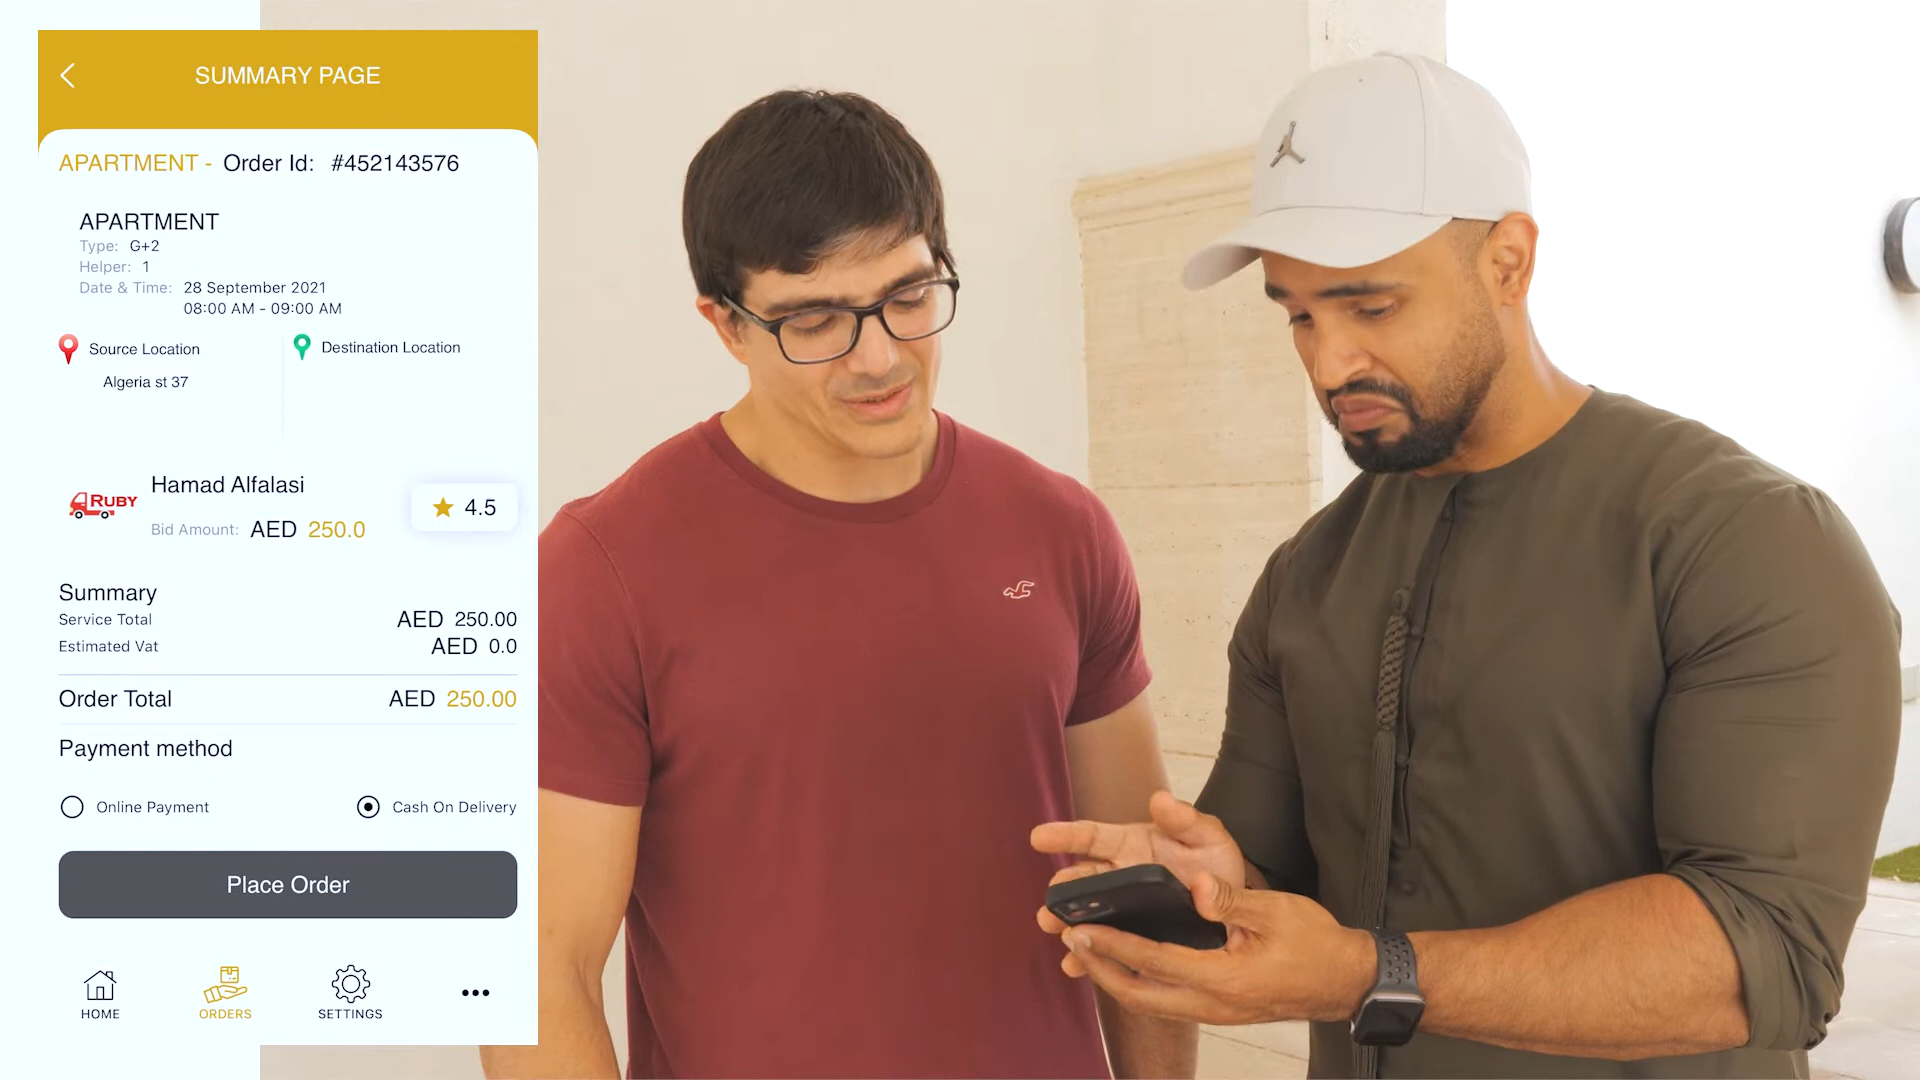 SUMMARY PAGE
APARTMENT - Order Id: #452143576
APARTMENT
Type: G+2
Helper: 1
Date & Time: 28 September 2021
08:00 AM - 09:00 AM
Source Location
Algeria st 37
Destination Location
RUBY
Hamad Alfalasi
Bid Amount: AED 250.0
4.5
Summary
Service Total AED 250.00
Estimated Vat AED 0.0
Order Total AED 250.00
Payment method
Online Payment
Cash On Delivery
Place Order
HOME
ORDERS
SETTINGS